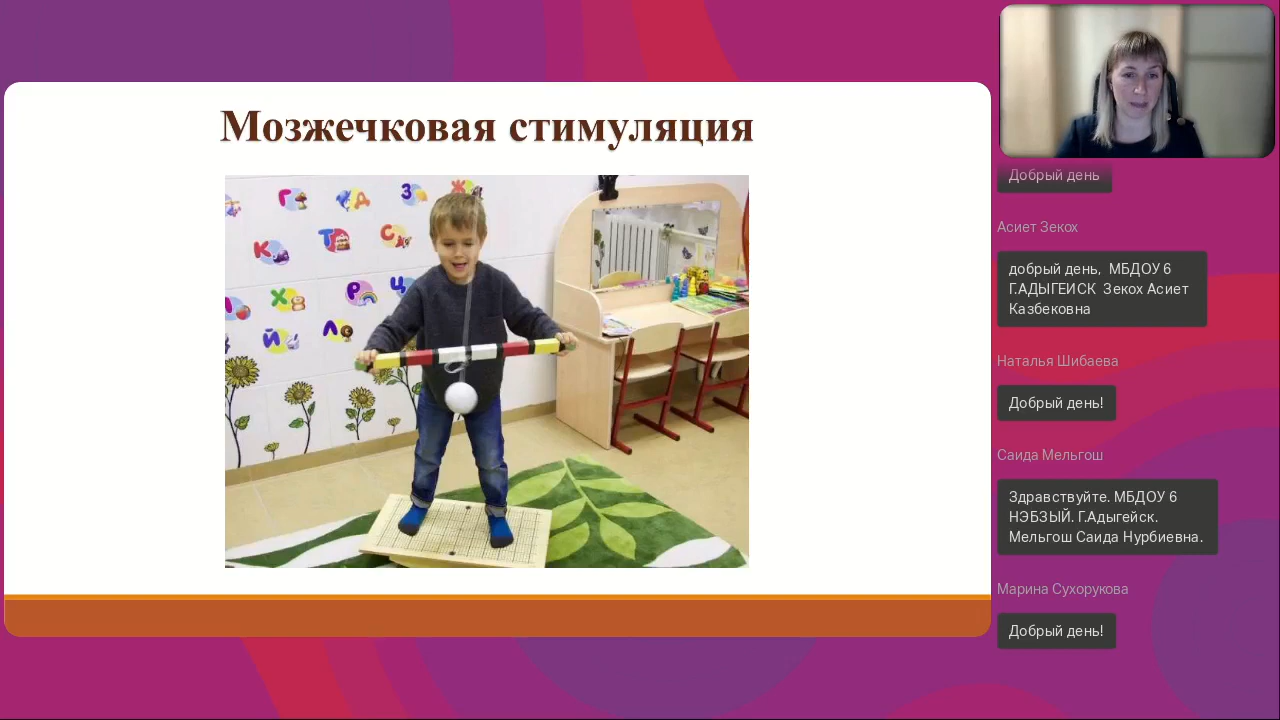 Мозжечковая стимуляция
Г
Д
З
Ж
К
Т
С
Х
Р
Ц
Й
Л
Добрый день
Асиет Зекох
добрый день, МБДОУ 6
Г.АДЫГЕИСК Зекох Асиет
Казбековна
Наталья Шибаева
Добрый день!
Саида Мельгош
Здравствуйте. МБДОУ 6
НЭБЗЫЙ. Г.Адыгейск.
Мельгош Саида Нурбиевна.
Марина Сухорукова
Добрый день!